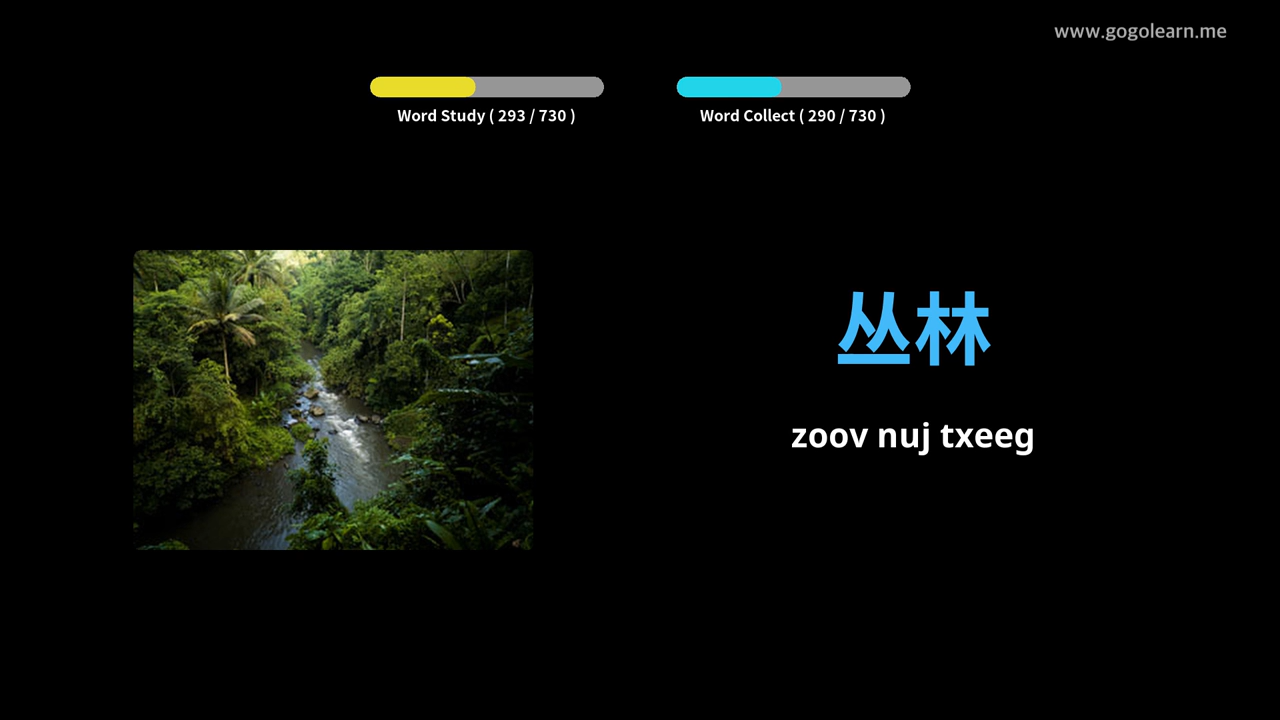 www.gogolearn.me
Word Study ( 293 / 730 )
Word Collect ( 290 / 730 )
丛林
zoov nuj txeeg